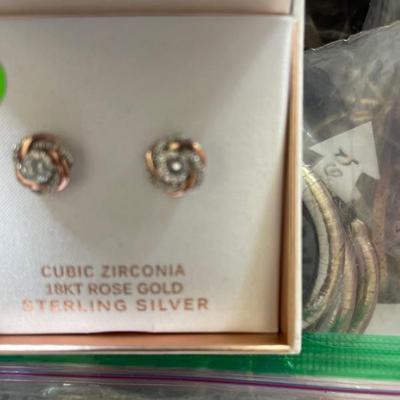 CUBIC ZIRCONIA
18KT ROSE GOLD
STERLING SILVER